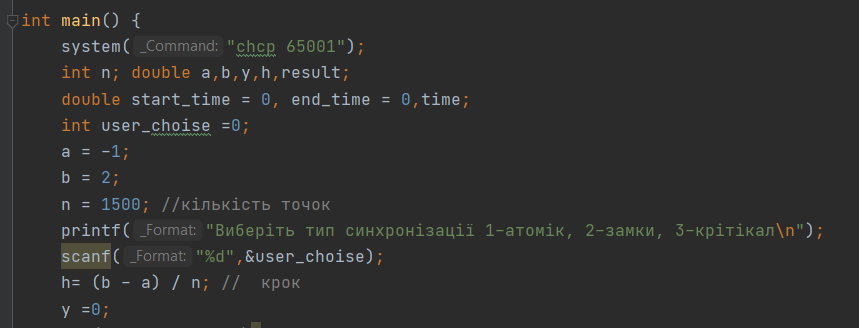 int main() {
system( _Command: "chcp 65001");
int n; double a,b,y,h,result;
double start_time = 0, end_time = 0,time;
int user_choise =0;
a = -1;
b = 2;
n = 1500; //кількість точок
printf( _Format: "Виберіть тип синхронізації 1-атомік, 2-замки, 3-крітікал\n");
scanf( _Format: "%d",&user_choise);
h= (b - a) / n; // крок
y =0;